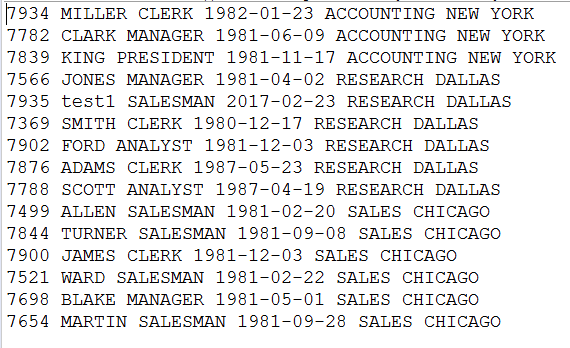 7934 MILLER CLERK 1982-01-23 ACCOUNTING NEW YORK
7782 CLARK MANAGER 1981-06-09 ACCOUNTING NEW YORK
7839 KING PRESIDENT 1981-11-17 ACCOUNTING NEW YORK
7566 JONES MANAGER 1981-04-02 RESEARCH DALLAS
7935 test1 SALESMAN 2017-02-23 RESEARCH DALLAS
7369 SMITH CLERK 1980-12-17 RESEARCH DALLAS
7902 FORD ANALYST 1981-12-03 RESEARCH DALLAS
7876 ADAMS CLERK 1987-05-23 RESEARCH DALLAS
7788 SCOTT ANALYST 1987-04-19 RESEARCH DALLAS
7499 ALLEN SALESMAN 1981-02-20 SALES CHICAGO
7844 TURNER SALESMAN 1981-09-08 SALES CHICAGO
7900 JAMES CLERK 1981-12-03 SALES CHICAGO
7521 WARD SALESMAN 1981-02-22 SALES CHICAGO
7698 BLAKE MANAGER 1981-05-01 SALES CHICAGO
7654 MARTIN SALESMAN 1981-09-28 SALES CHICAGO